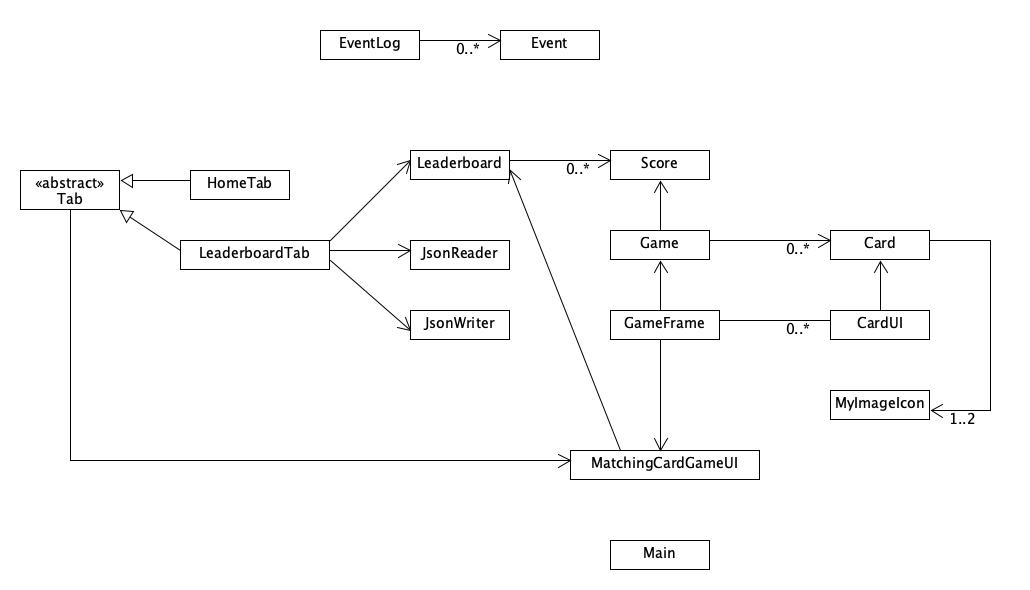 EventLog
0..*
Event
Leaderboard
0..*
Score
«abstract»
Tab
HomeTab
LeaderboardTab
JsonReader
Game
0..*
Card
JsonWriter
GameFrame
0..*
CardUI
MyImageIcon
1..2
MatchingCardGameUI
Main